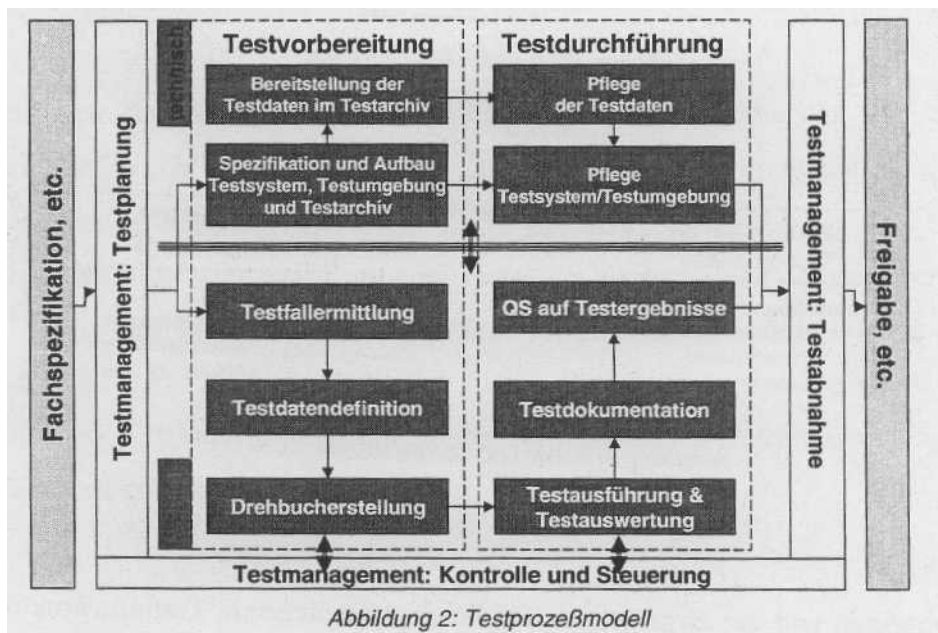 Fachspezifikation, etc.
Testmanagement: Testplanung
technisch
Testvorbereitung
Bereitstellung der
Testdaten im Testarchiv
Spezifikation und Aufbau
Testsystem, Testumgebung
und Testarchiv
Testfallermittlung
Testdatendefinition
Drehbucherstellung
Testdurchführung
Pflege
der Testdaten
Pflege
Testsystem/Testumgebung
QS auf Testergebnisse
Testdokumentation
Testausführung &
Testauswertung
Testmanagement: Testabnahme
Freigabe, etc.
Testmanagement: Kontrolle und Steuerung
Abbildung 2: Testprozeßmodell